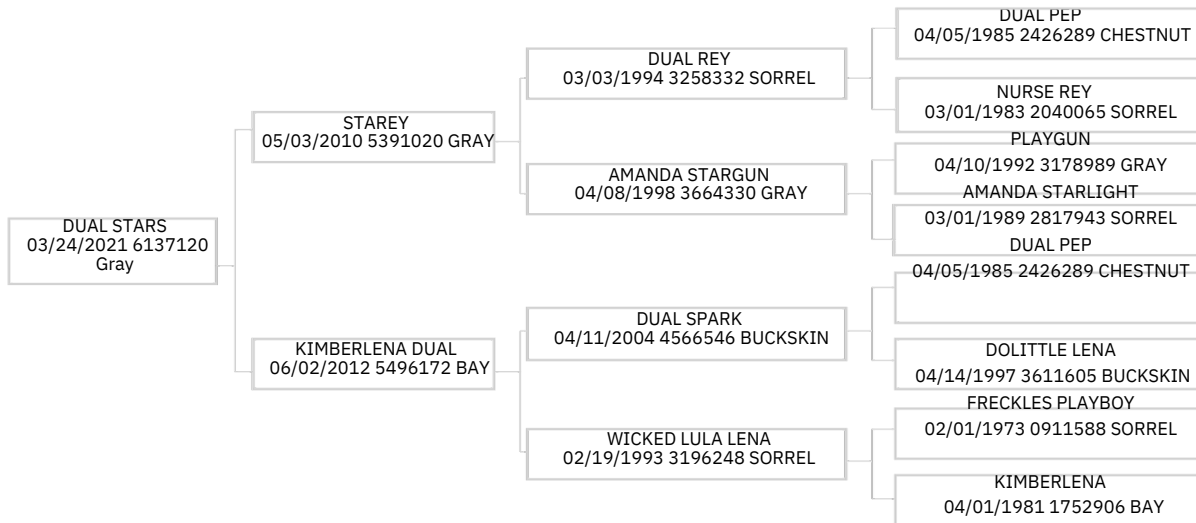 DUAL STARS
03/24/2021 6137120
Gray
STAREY
05/03/2010 5391020 GRAY
KIMBERLENA DUAL
06/02/2012 5496172 BAY
DUAL REY
03/03/1994 3258332 SORREL
AMANDA STARGUN
04/08/1998 3664330 GRAY
DUAL SPARK
04/11/2004 4566546 BUCKSKIN
WICKED LULA LENA
02/19/1993 3196248 SORREL
DUAL PEP
04/05/1985 2426289 CHESTNUT
NURSE REY
03/01/1983 2040065 SORREL
PLAYGUN
04/10/1992 3178989 GRAY
AMANDA STARLIGHT
03/01/1989 2817943 SORREL
DUAL PEP
04/05/1985 2426289 CHESTNUT
DOLITTLE LENA
04/14/1997 3611605 BUCKSKIN
FRECKLES PLAYBOY
02/01/1973 0911588 SORREL
KIMBERLENA
04/01/1981 1752906 BAY